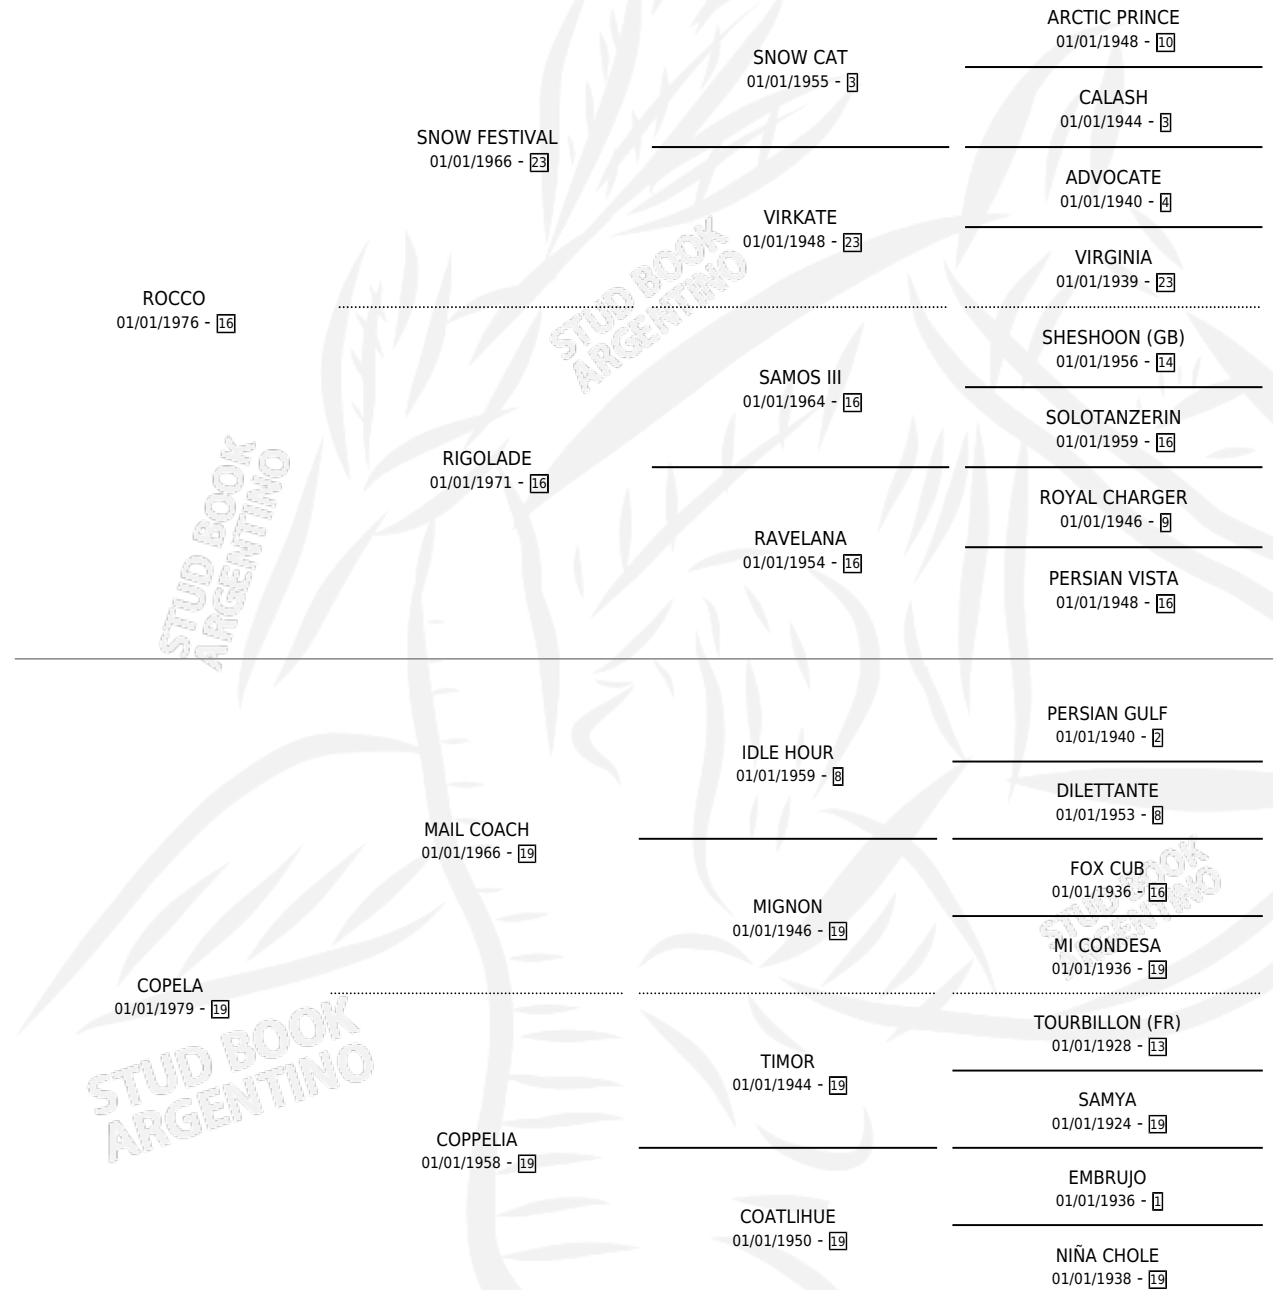 ARCTIC PRINCE
01/01/1948 - 10
SNOW CAT
01/01/1955 - 3
CALASH
01/01/1944 - 3
SNOW FESTIVAL
01/01/1966 - 23
ADVOCATE
01/01/1940 - 4
VIRKATE
01/01/1948 - 23
VIRGINIA
01/01/1939 - 23
ROCCO
01/01/1976 - 16
STUD BOOK
ARGENTINO
SHESHOON (GB)
01/01/1956 - 14
SAMOS III
01/01/1964 - 16
SOLOTANZERIN
01/01/1959 - 16
RIGOLADE
01/01/1971 - 16
ROYAL CHARGER
01/01/1946 - 9
RAVELANA
01/01/1954 - 16
PERSIAN VISTA
01/01/1948 - 16
STUD BOOK
ARGENTINO
PERSIAN GULF
01/01/1940 - 2
IDLE HOUR
01/01/1959 - 8
DILETTANTE
01/01/1953 - 8
MAIL COACH
01/01/1966 - 19
FOX CUB
01/01/1936 - 16
MIGNON
01/01/1946 - 19
MI CONDESA
01/01/1936 - 19
STUD BOOK
ARGENTINO
COPELA
01/01/1979 - 19
TOURBILLON (FR)
01/01/1928 - 13
TIMOR
01/01/1944 - 19
SAMYA
01/01/1924 - 19
STUD BOOK
ARGENTINO
COPPELIA
01/01/1958 - 19
EMBRUJO
01/01/1936 - 1
COATLIHUE
01/01/1950 - 19
NIÑA CHOLE
01/01/1938 - 19